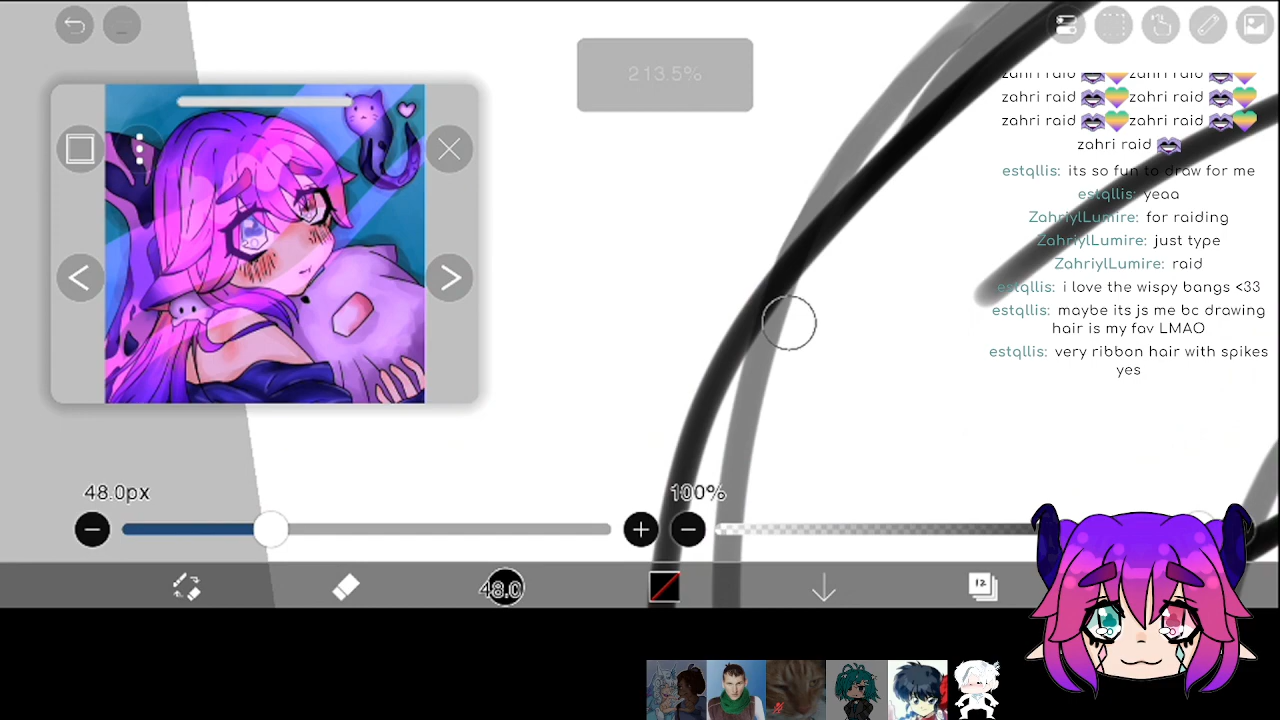 213.5%
zahri raid zahri raid
zahri raid zahri raid
zahri raid zahri raid
zahri raid
estqllis: its so fun to draw for me
estqllis: yeaa
ZahriylLumire: for raiding
ZahriylLumire: just type
ZahriylLumire: raid
estqllis: i love the wispy bangs <33
estqllis: maybe its js me bc drawing
hair is my fav LMAO
estqllis: very ribbon hair with spikes
yes
48.0px
100%
48.0
12